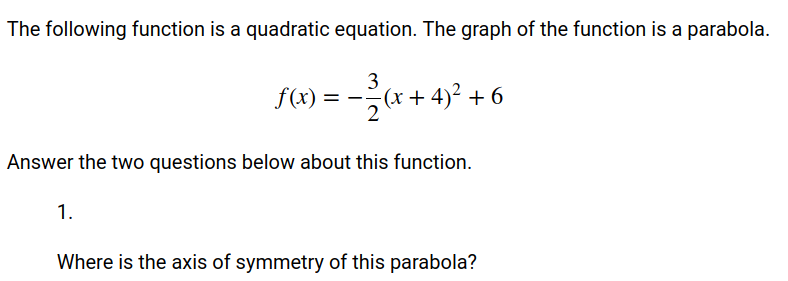 The following function is a quadratic equation. The graph of the function is a parabola.
f(x) = −3/2(x + 4)² + 6
Answer the two questions below about this function.
1.
Where is the axis of symmetry of this parabola?